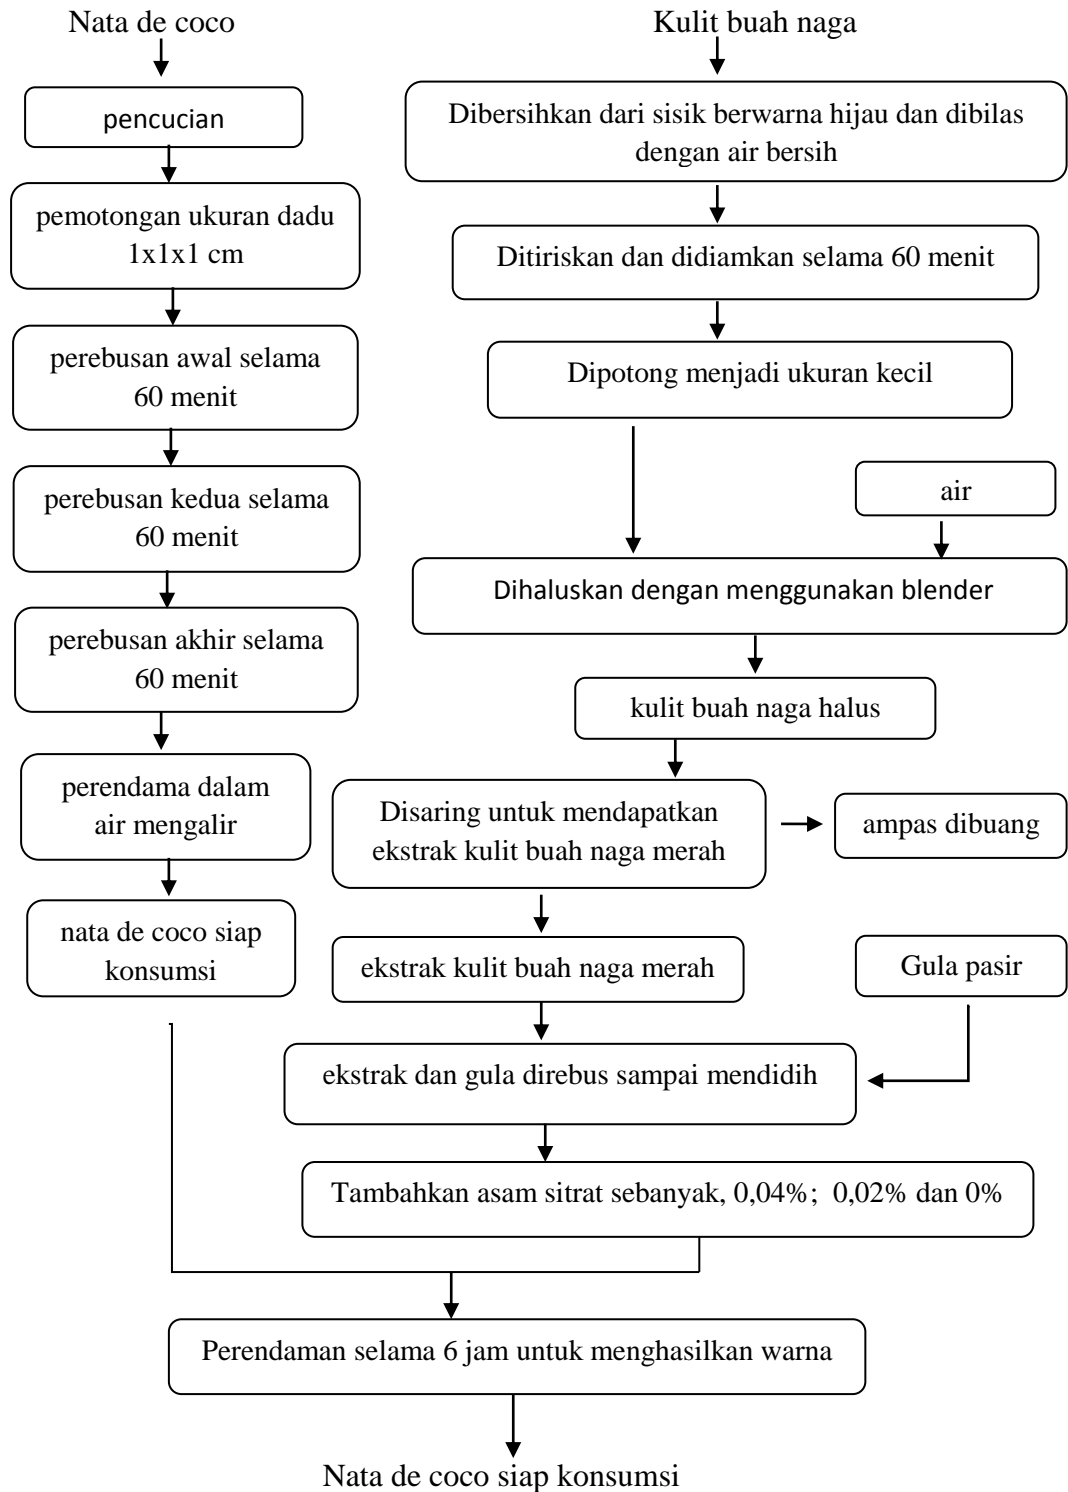 Nata de coco
pencucian
pemotongan ukuran dadu
1x1x1 cm
perebusan awal selama
60 menit
perebusan kedua selama
60 menit
perebusan akhir selama
60 menit
perendama dalam
air mengalir
nata de coco siap
konsumsi
Kulit buah naga
Dibersihkan dari sisik berwarna hijau dan dibilas
dengan air bersih
Ditiriskan dan didiamkan selama 60 menit
Dipotong menjadi ukuran kecil
air
Dihaluskan dengan menggunakan blender
kulit buah naga halus
Disaring untuk mendapatkan
ekstrak kulit buah naga merah
ampas dibuang
ekstrak kulit buah naga merah
Gula pasir
ekstrak dan gula direbus sampai mendidih
Tambahkan asam sitrat sebanyak, 0,04%; 0,02% dan 0%
Perendaman selama 6 jam untuk menghasilkan warna
Nata de coco siap konsumsi